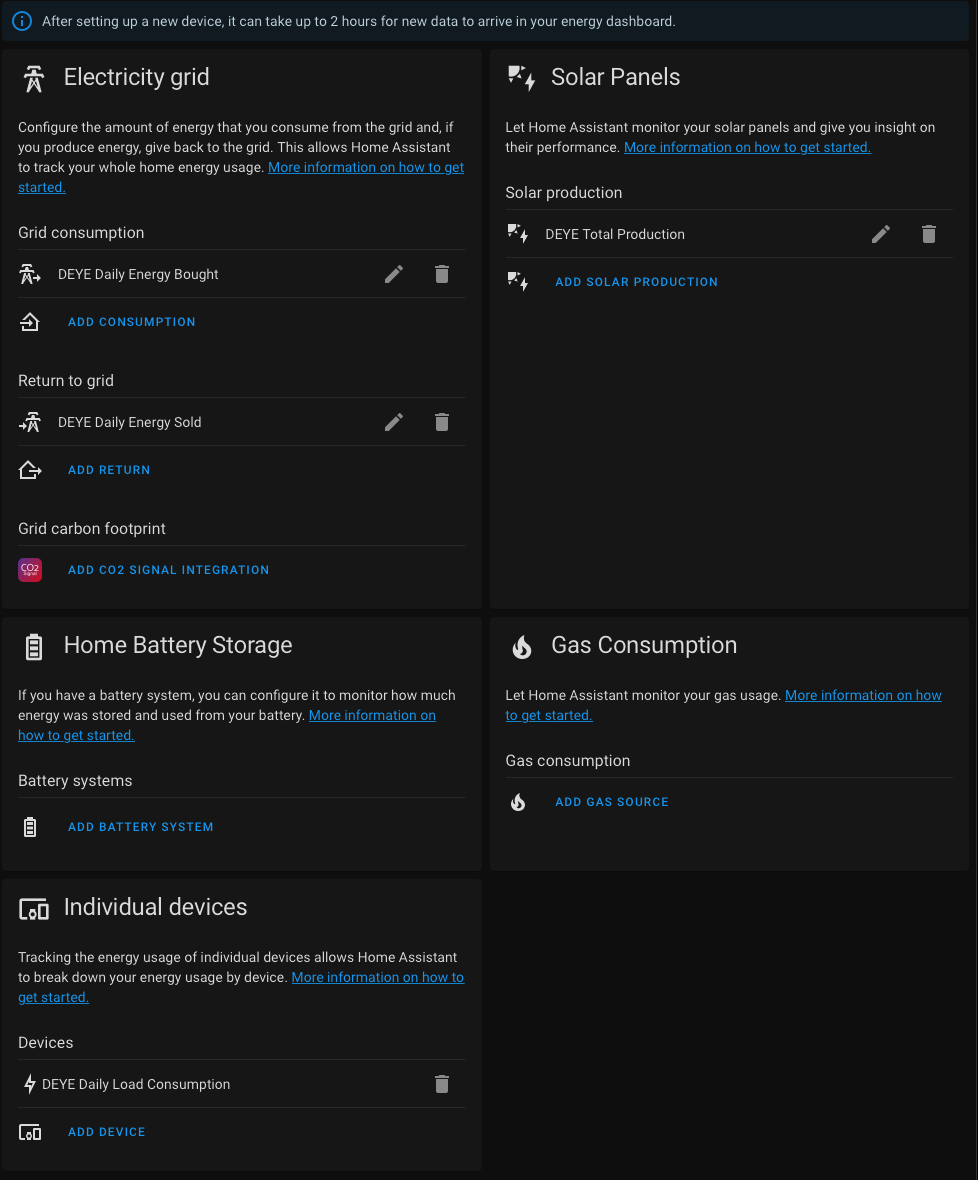 After setting up a new device, it can take up to 2 hours for new data to arrive in your energy dashboard.
Electricity grid
Configure the amount of energy that you consume from the grid and, if
you produce energy, give back to the grid. This allows Home Assistant
to track your whole home energy usage. More information on how to get
started.
Grid consumption
DEYE Daily Energy Bought
ADD CONSUMPTION
Return to grid
DEYE Daily Energy Sold
ADD RETURN
Grid carbon footprint
CO2
Signal
ADD CO2 SIGNAL INTEGRATION
Solar Panels
Let Home Assistant monitor your solar panels and give you insight on
their performance. More information on how to get started.
Solar production
DEYE Total Production
ADD SOLAR PRODUCTION
Home Battery Storage
If you have a battery system, you can configure it to monitor how much
energy was stored and used from your battery. More information on
how to get started.
Battery systems
ADD BATTERY SYSTEM
Gas Consumption
Let Home Assistant monitor your gas usage. More information on how
to get started.
Gas consumption
ADD GAS SOURCE
Individual devices
Tracking the energy usage of individual devices allows Home Assistant
to break down your energy usage by device. More information on how to
get started.
Devices
DEYE Daily Load Consumption
ADD DEVICE